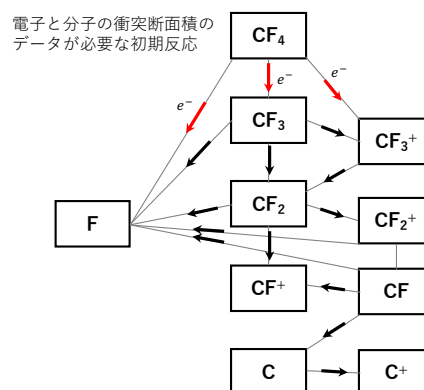 電子と分子の衝突断面積の
データが必要な初期反応
CF₄
e⁻
e⁻
e⁻
CF₃
CF₃⁺
CF₂
CF₂⁺
F
CF⁺
CF
C
C⁺